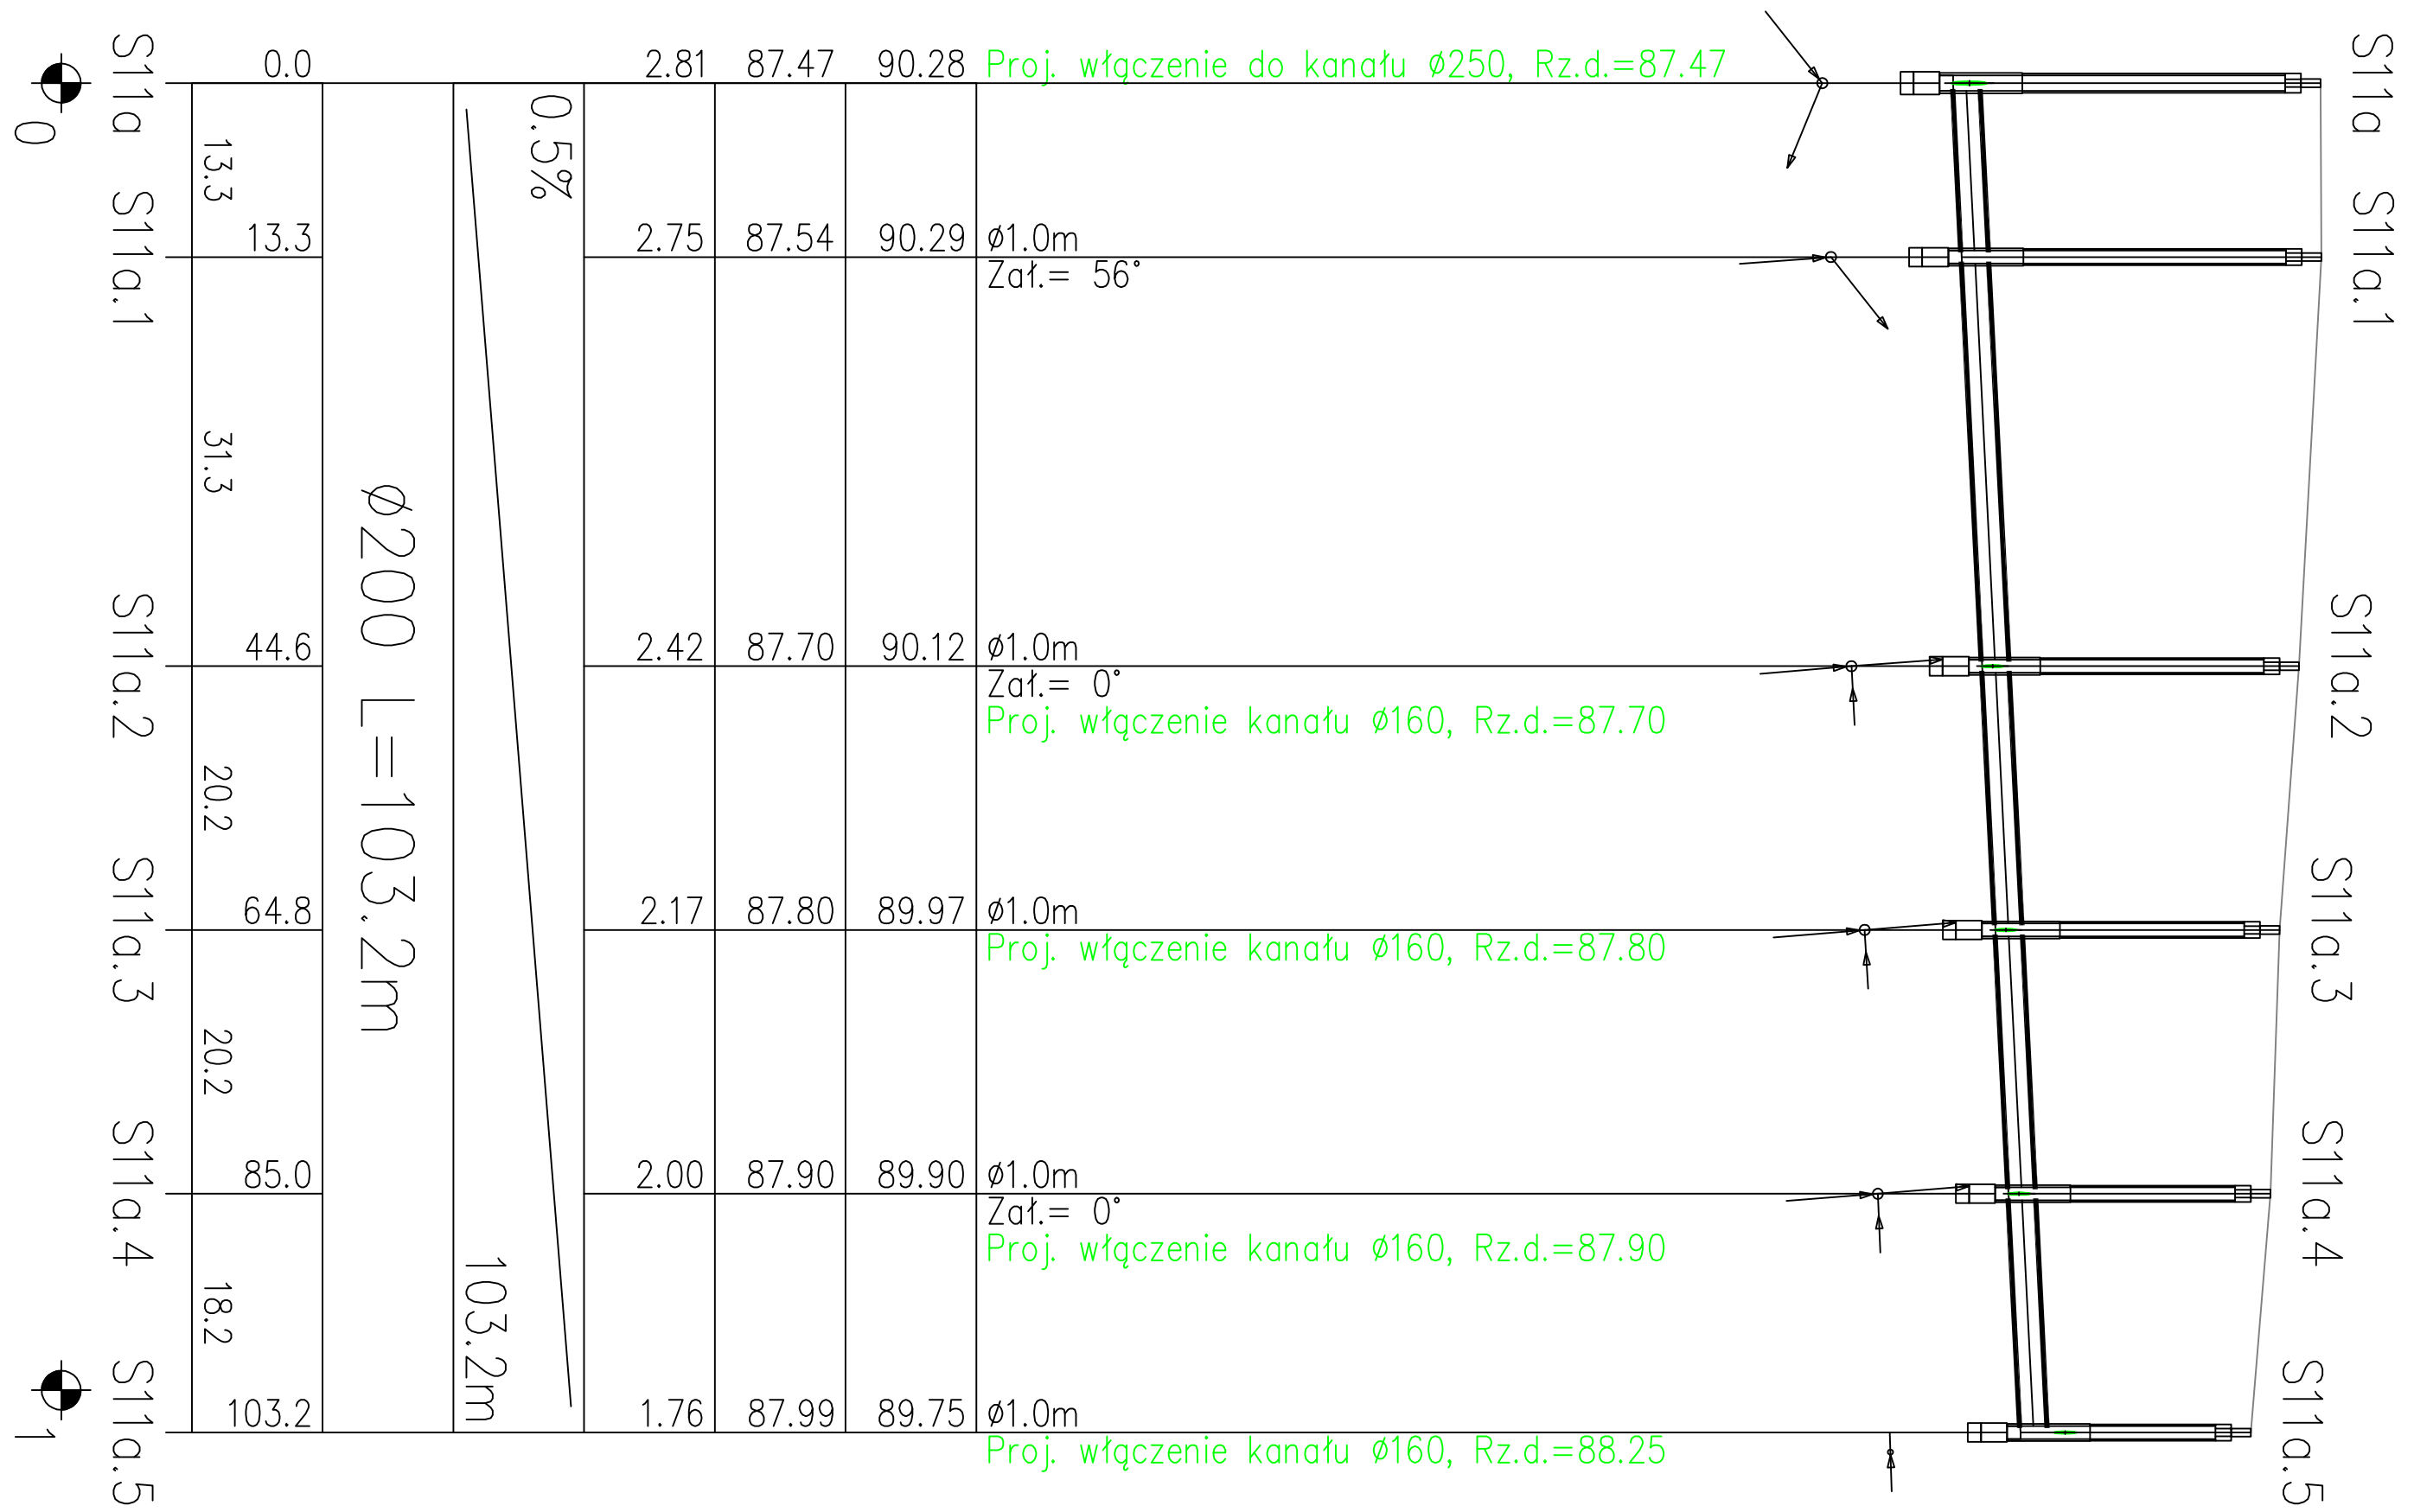 S11a
0.0
2.81
87.47
90.28
Proj. włączenie do kanału ø250, Rz.d.=87.47
S11a
0
13.3
0.5%
S11a.1
13.3
2.75
87.54
90.29
ø1.0m
Zał.= 56°
S11a.1
31.3
S11a.2
44.6
ø200 L=103.2m
2.42
87.70
90.12
ø1.0m
Zał.= 0°
Proj. włączenie kanału ø160, Rz.d.=87.70
S11a.2
20.2
S11a.3
64.8
2.17
87.80
89.97
ø1.0m
Proj. włączenie kanału ø160, Rz.d.=87.80
S11a.3
20.2
S11a.4
85.0
2.00
87.90
89.90
ø1.0m
Zał.= 0°
Proj. włączenie kanału ø160, Rz.d.=87.90
S11a.4
18.2
103.2m
S11a.5
103.2
1.76
87.99
89.75
ø1.0m
Proj. włączenie kanału ø160, Rz.d.=88.25
S11a.5
1